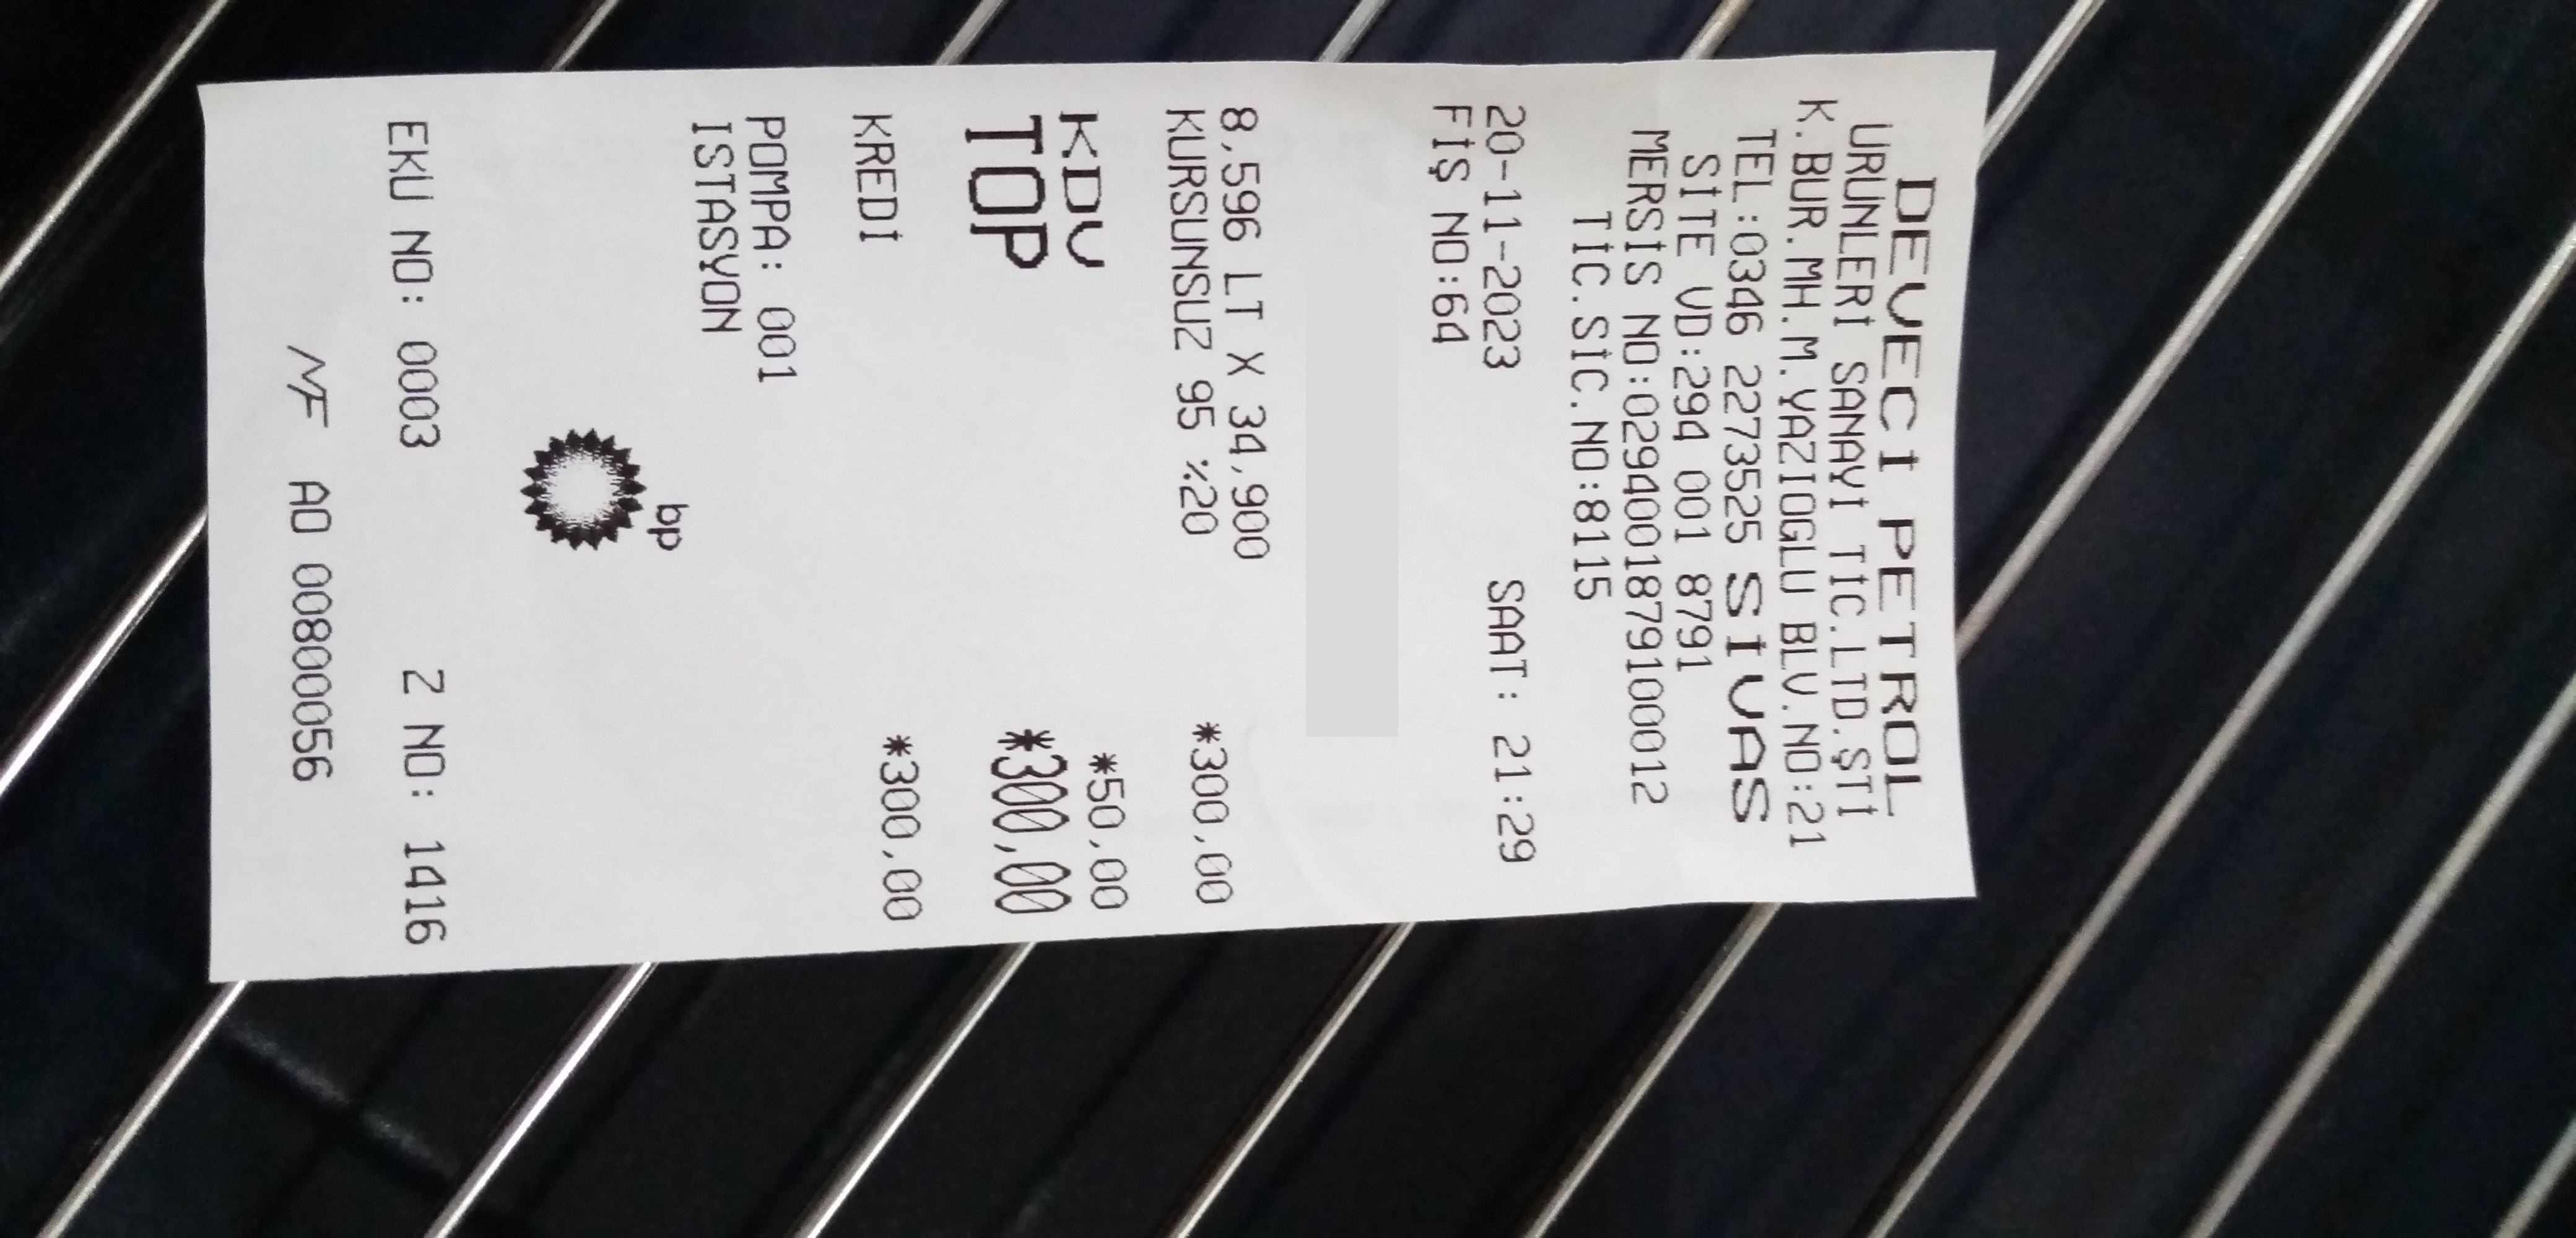 DEVECI PETROL
URUNLERİ SANAYİ TİC.LTD.ŞTİ
K.BUR.MH.M.YAZIOGLU BLV.NO:21
TEL:0346 2273525 SİVAS
SİTE VD:294 001 8791
MERSİS NO:0294001879100012
TİC.SİC.NO:8115
20-11-2023 SAAT: 21:29
FİŞ NO:64
8,596 LT X 34,900
KURSUNSUZ 95 %20 *300,00
KDV *50,00
TOP *300,00
KREDİ *300,00
POMPA: 001
ISTASYON
bp
EKU NO: 0003 Z NO: 1416
MF AO 00800056